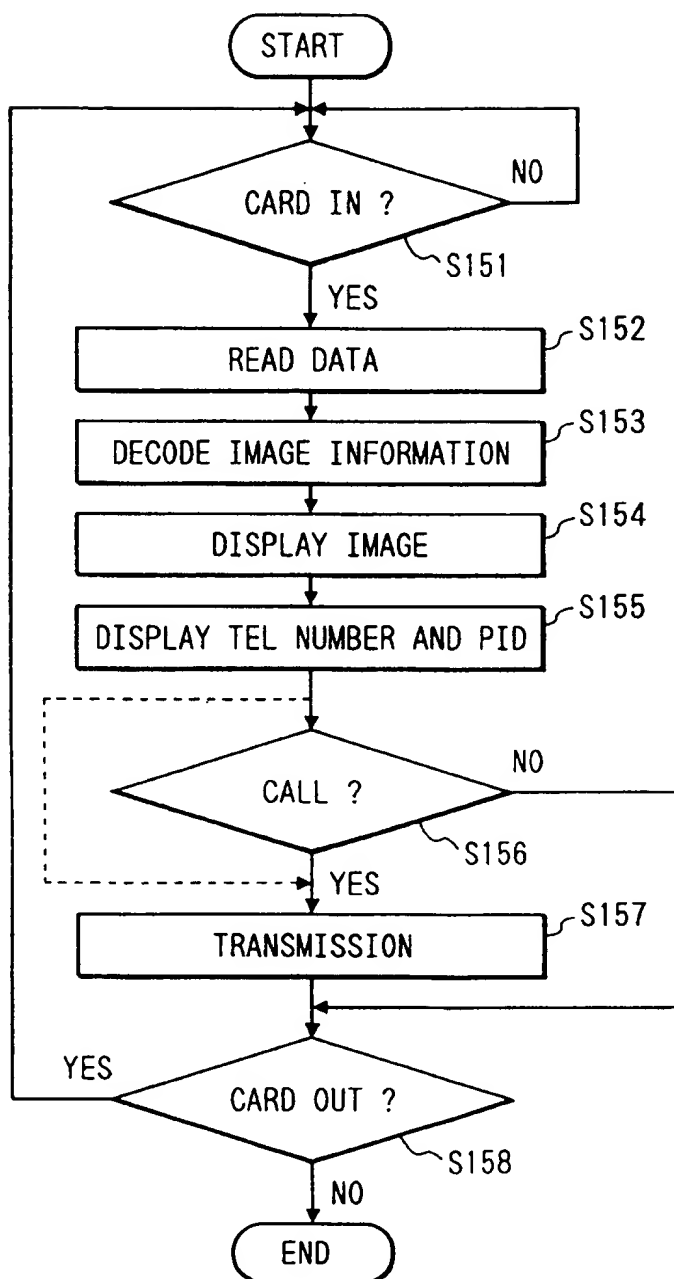 START
CARD IN ?
NO
S151
YES
READ DATA
S152
DECODE IMAGE INFORMATION
S153
DISPLAY IMAGE
S154
DISPLAY TEL NUMBER AND PID
S155
CALL ?
NO
S156
YES
TRANSMISSION
S157
YES
CARD OUT ?
S158
NO
END